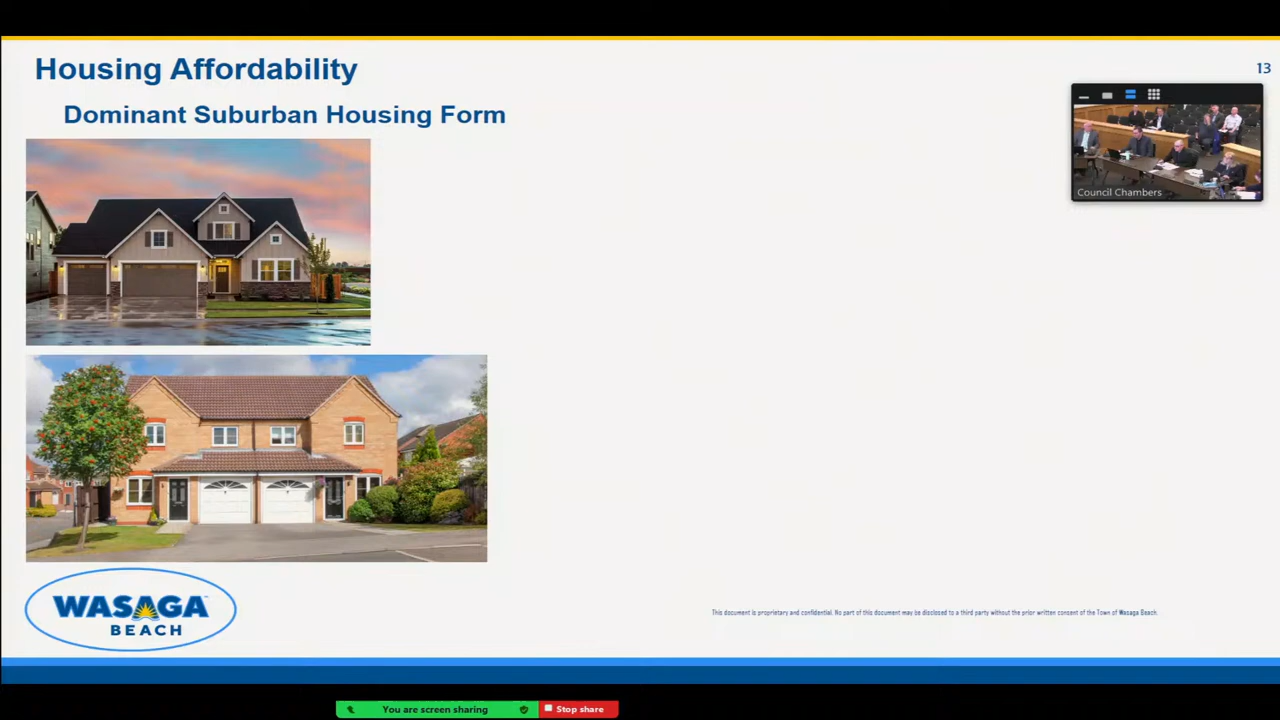 Housing Affordability
13
Dominant Suburban Housing Form
Council Chambers
WASAGA
BEACH
This document is proprietary and confidential. No part of this document may be disclosed to a third party without the prior written consent of the Town of Wasaga Beach.
You are screen sharing
Stop share